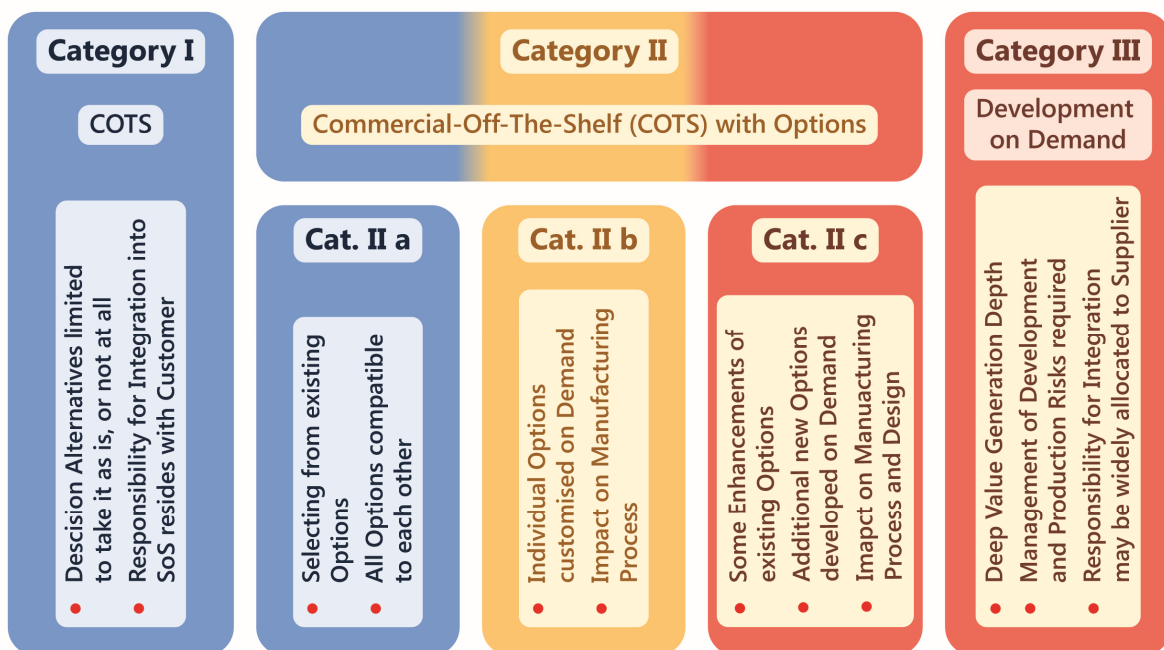 Category I
COTS
Descision Alternatives limited
to take it as is, or not at all
Responsibility for Integration into
SoS resides with Customer
Category II
Commercial-Off-The-Shelf (COTS) with Options
Cat. II a
Selecting from existing
Options
All Options compatible
to each other
Cat. II b
Individual Options
customised on Demand
Impact on Manufacturing
Process
Cat. II c
Some Enhancements of
existing Options
Additional new Options
developed on Demand
Inapct on Manuacturing
Process and Design
Category III
Development
on Demand
Deep Value Generation Depth
Management of Development
and Production Risks required
Responsibility for Integration
may be widely allocated to Supplier